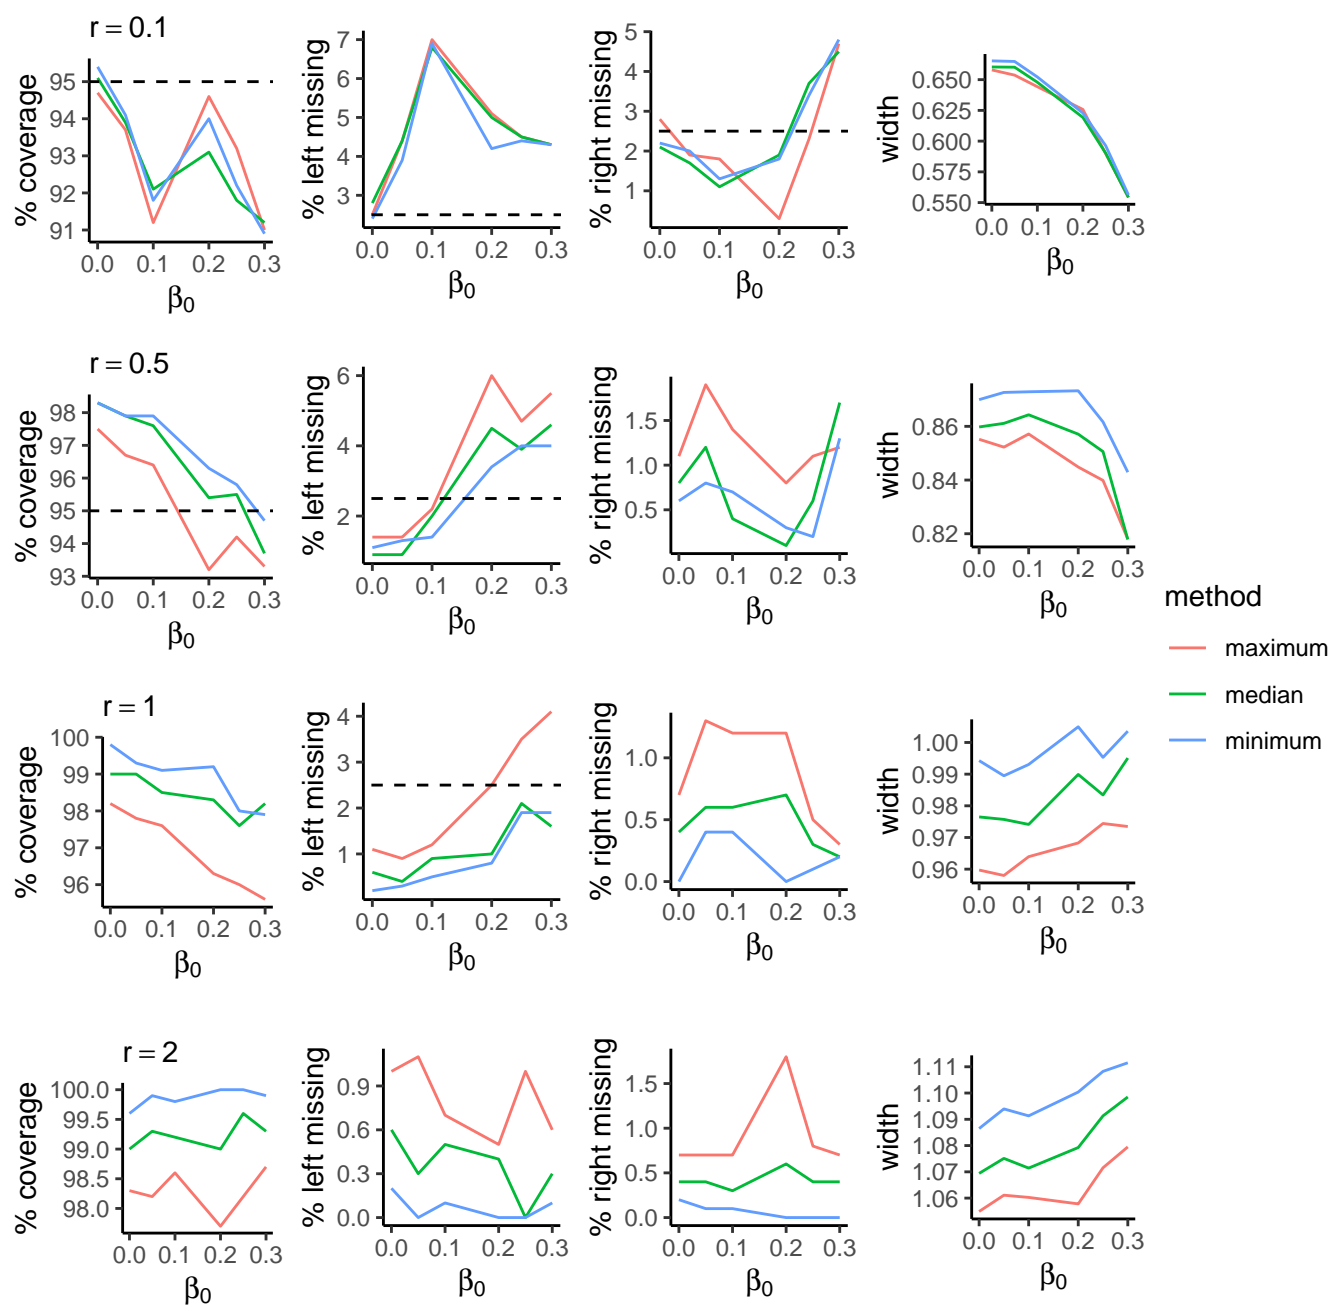 r = 0.1
% coverage
95
94
93
92
91
0.0 0.1 0.2 0.3
β0
% left missing
7
6
5
4
3
0.0 0.1 0.2 0.3
β0
% right missing
5
4
3
2
1
0.0 0.1 0.2 0.3
β0
width
0.650
0.625
0.600
0.575
0.550
0.0 0.1 0.2 0.3
β0
r = 0.5
% coverage
98
97
96
95
94
93
0.0 0.1 0.2 0.3
β0
% left missing
6
4
2
0.0 0.1 0.2 0.3
β0
% right missing
1.5
1.0
0.5
0.0 0.1 0.2 0.3
β0
width
0.86
0.84
0.82
0.0 0.1 0.2 0.3
β0
method
maximum
median
minimum
r = 1
% coverage
100
99
98
97
96
0.0 0.1 0.2 0.3
β0
% left missing
4
3
2
1
0.0 0.1 0.2 0.3
β0
% right missing
1.0
0.5
0.0
0.0 0.1 0.2 0.3
β0
width
1.00
0.99
0.98
0.97
0.96
0.0 0.1 0.2 0.3
β0
r = 2
% coverage
100.0
99.5
99.0
98.5
98.0
0.0 0.1 0.2 0.3
β0
% left missing
0.9
0.6
0.3
0.0
0.0 0.1 0.2 0.3
β0
% right missing
1.5
1.0
0.5
0.0
0.0 0.1 0.2 0.3
β0
width
1.11
1.10
1.09
1.08
1.07
1.06
0.0 0.1 0.2 0.3
β0